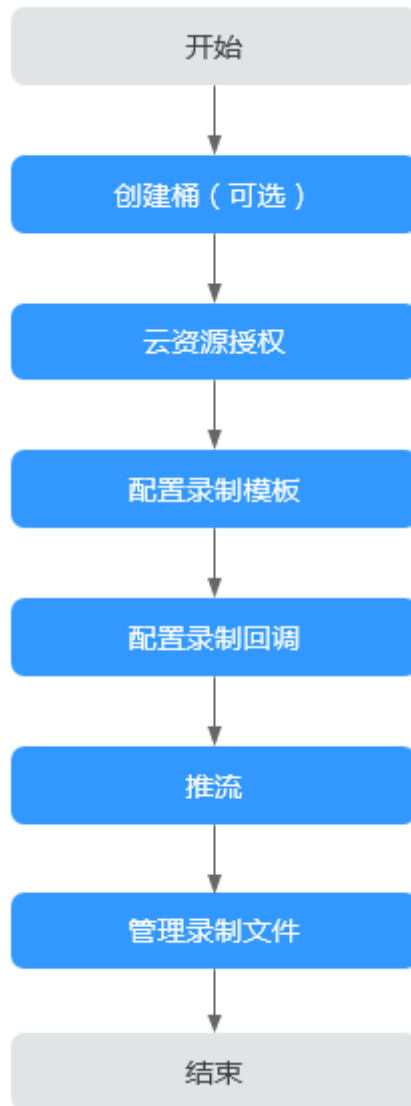 开始
创建桶（可选）
云资源授权
配置录制模板
配置录制回调
推流
管理录制文件
结束